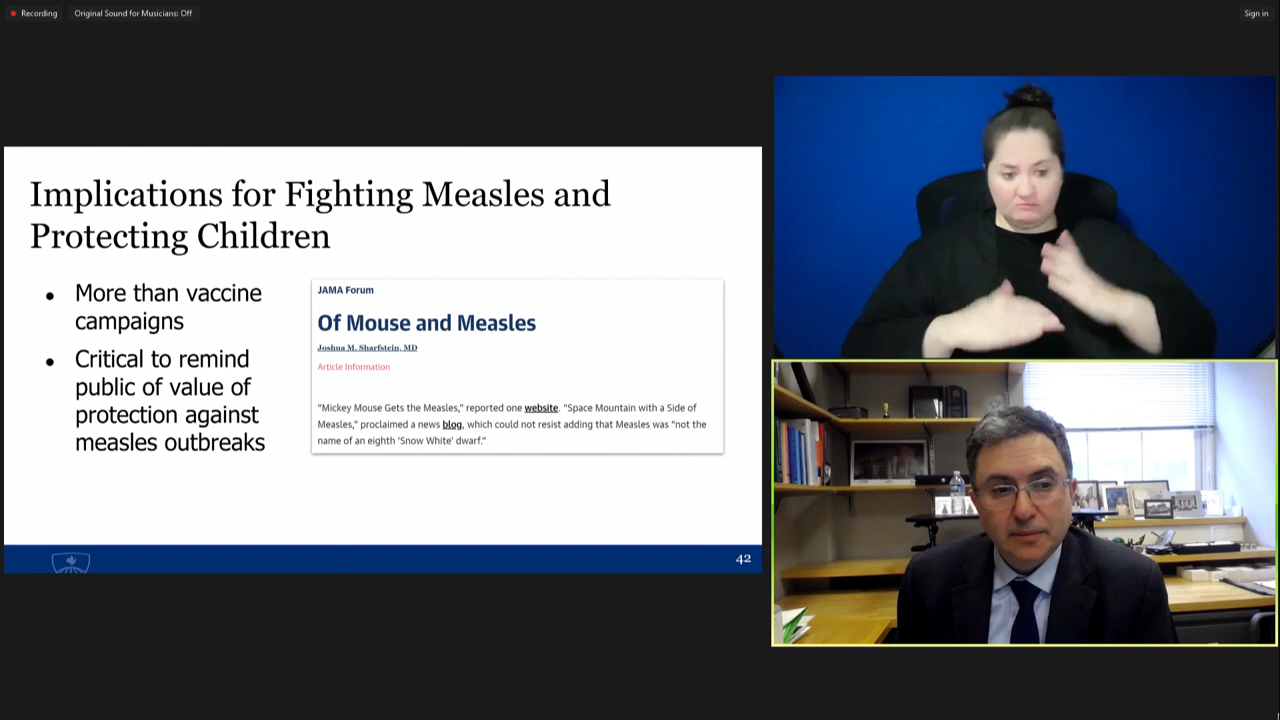 Recording
Original Sound for Musicians: Off
Sign in
Implications for Fighting Measles and
Protecting Children
● More than vaccine
campaigns
● Critical to remind
public of value of
protection against
measles outbreaks
JAMA Forum
Of Mouse and Measles
Joshua M. Sharfstein, MD
Article Information
"Mickey Mouse Gets the Measles," reported one website. "Space Mountain with a Side of
Measles," proclaimed a news blog, which could not resist adding that Measles was "not the
name of an eighth 'Snow White' dwarf."
42